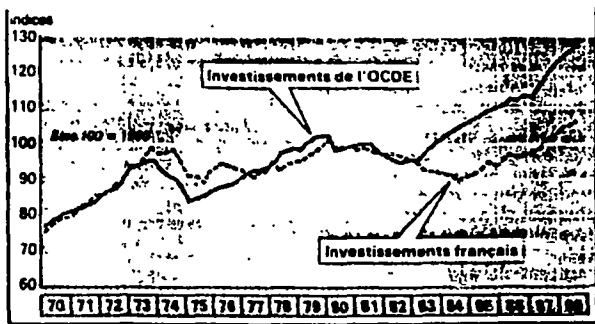 indices
130
120
110
100
90
80
70
60
Investissements de l'OCDE
Base 100 =
Investissements français
70 71 72 73 74 75 76 77 78 79 80 81 82 83 84 85 86 87 88